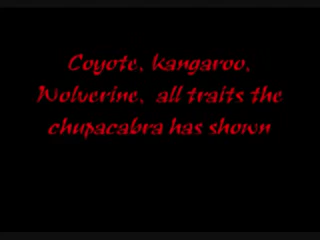 Coyote, kangaroo,
Wolverine, all traits the
chupacabra has shown